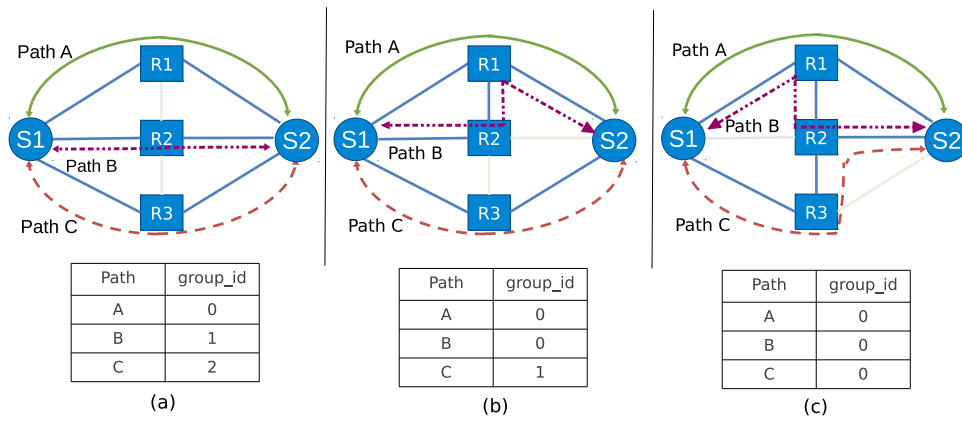 Path A
R1
S1
R2
S2
Path B
R3
Path C
Path group_id
A 0
B 1
C 2
(a)
Path A
R1
S1
R2
S2
Path B
R3
Path C
Path group_id
A 0
B 0
C 1
(b)
Path A
R1
Path B
S1
R2
S2
R3
Path C
Path group_id
A 0
B 0
C 0
(c)